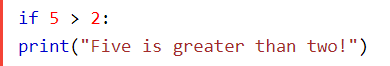 if 5 > 2:
print("Five is greater than two!")